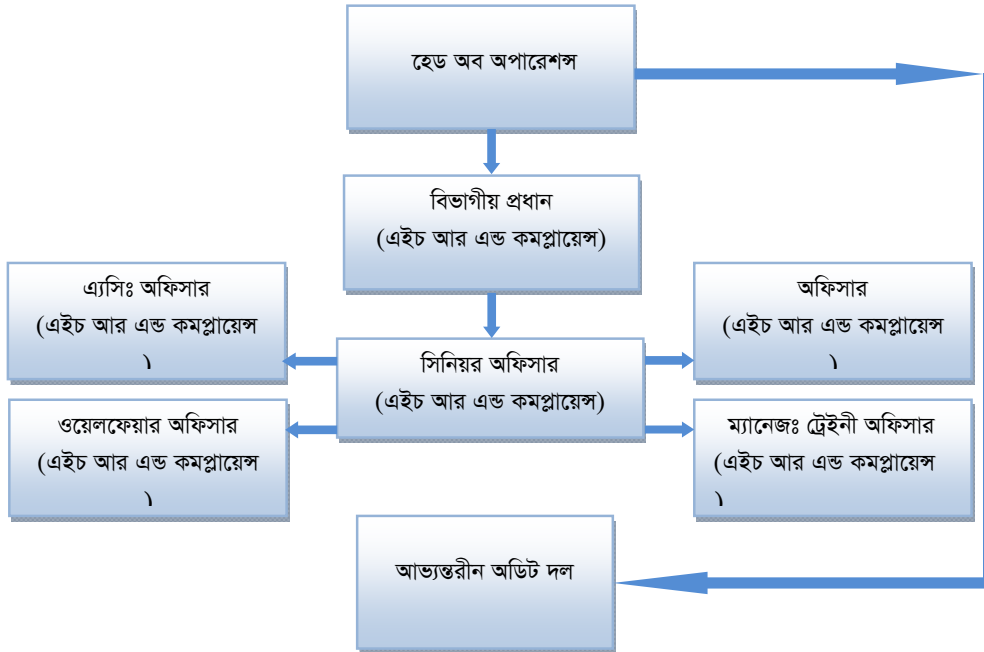 হেড অব অপারেশন্স
বিভাগীয় প্রধান
(এইচ আর এন্ড কমপ্লায়েন্স)
এ্যসিঃ অফিসার
(এইচ আর এন্ড কমপ্লায়েন্স
)
অফিসার
(এইচ আর এন্ড কমপ্লায়েন্স
)
সিনিয়র অফিসার
(এইচ আর এন্ড কমপ্লায়েন্স)
ওয়েলফেয়ার অফিসার
(এইচ আর এন্ড কমপ্লায়েন্স
)
ম্যানেজঃ ট্রেইনী অফিসার
(এইচ আর এন্ড কমপ্লায়েন্স
)
আভ্যন্তরীন অডিট দল